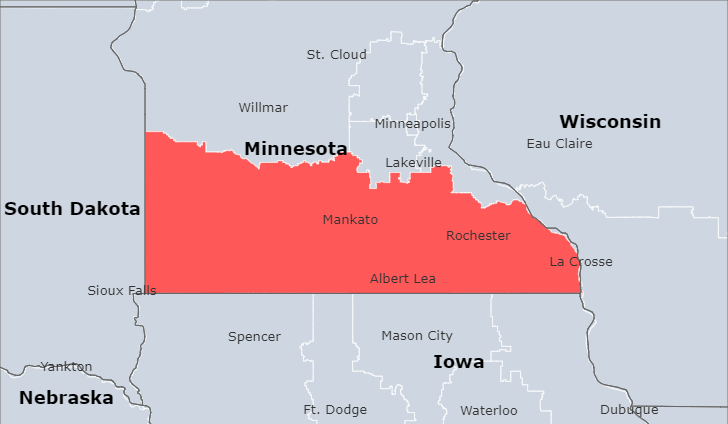 St. Cloud
Willmar
Minneapolis
Wisconsin
Eau Claire
Minnesota
Lakeville
South Dakota
Mankato
Rochester
La Crosse
Albert Lea
Sioux Falls
Spencer
Mason City
Iowa
Yankton
Nebraska
Ft. Dodge
Waterloo
Dubuque